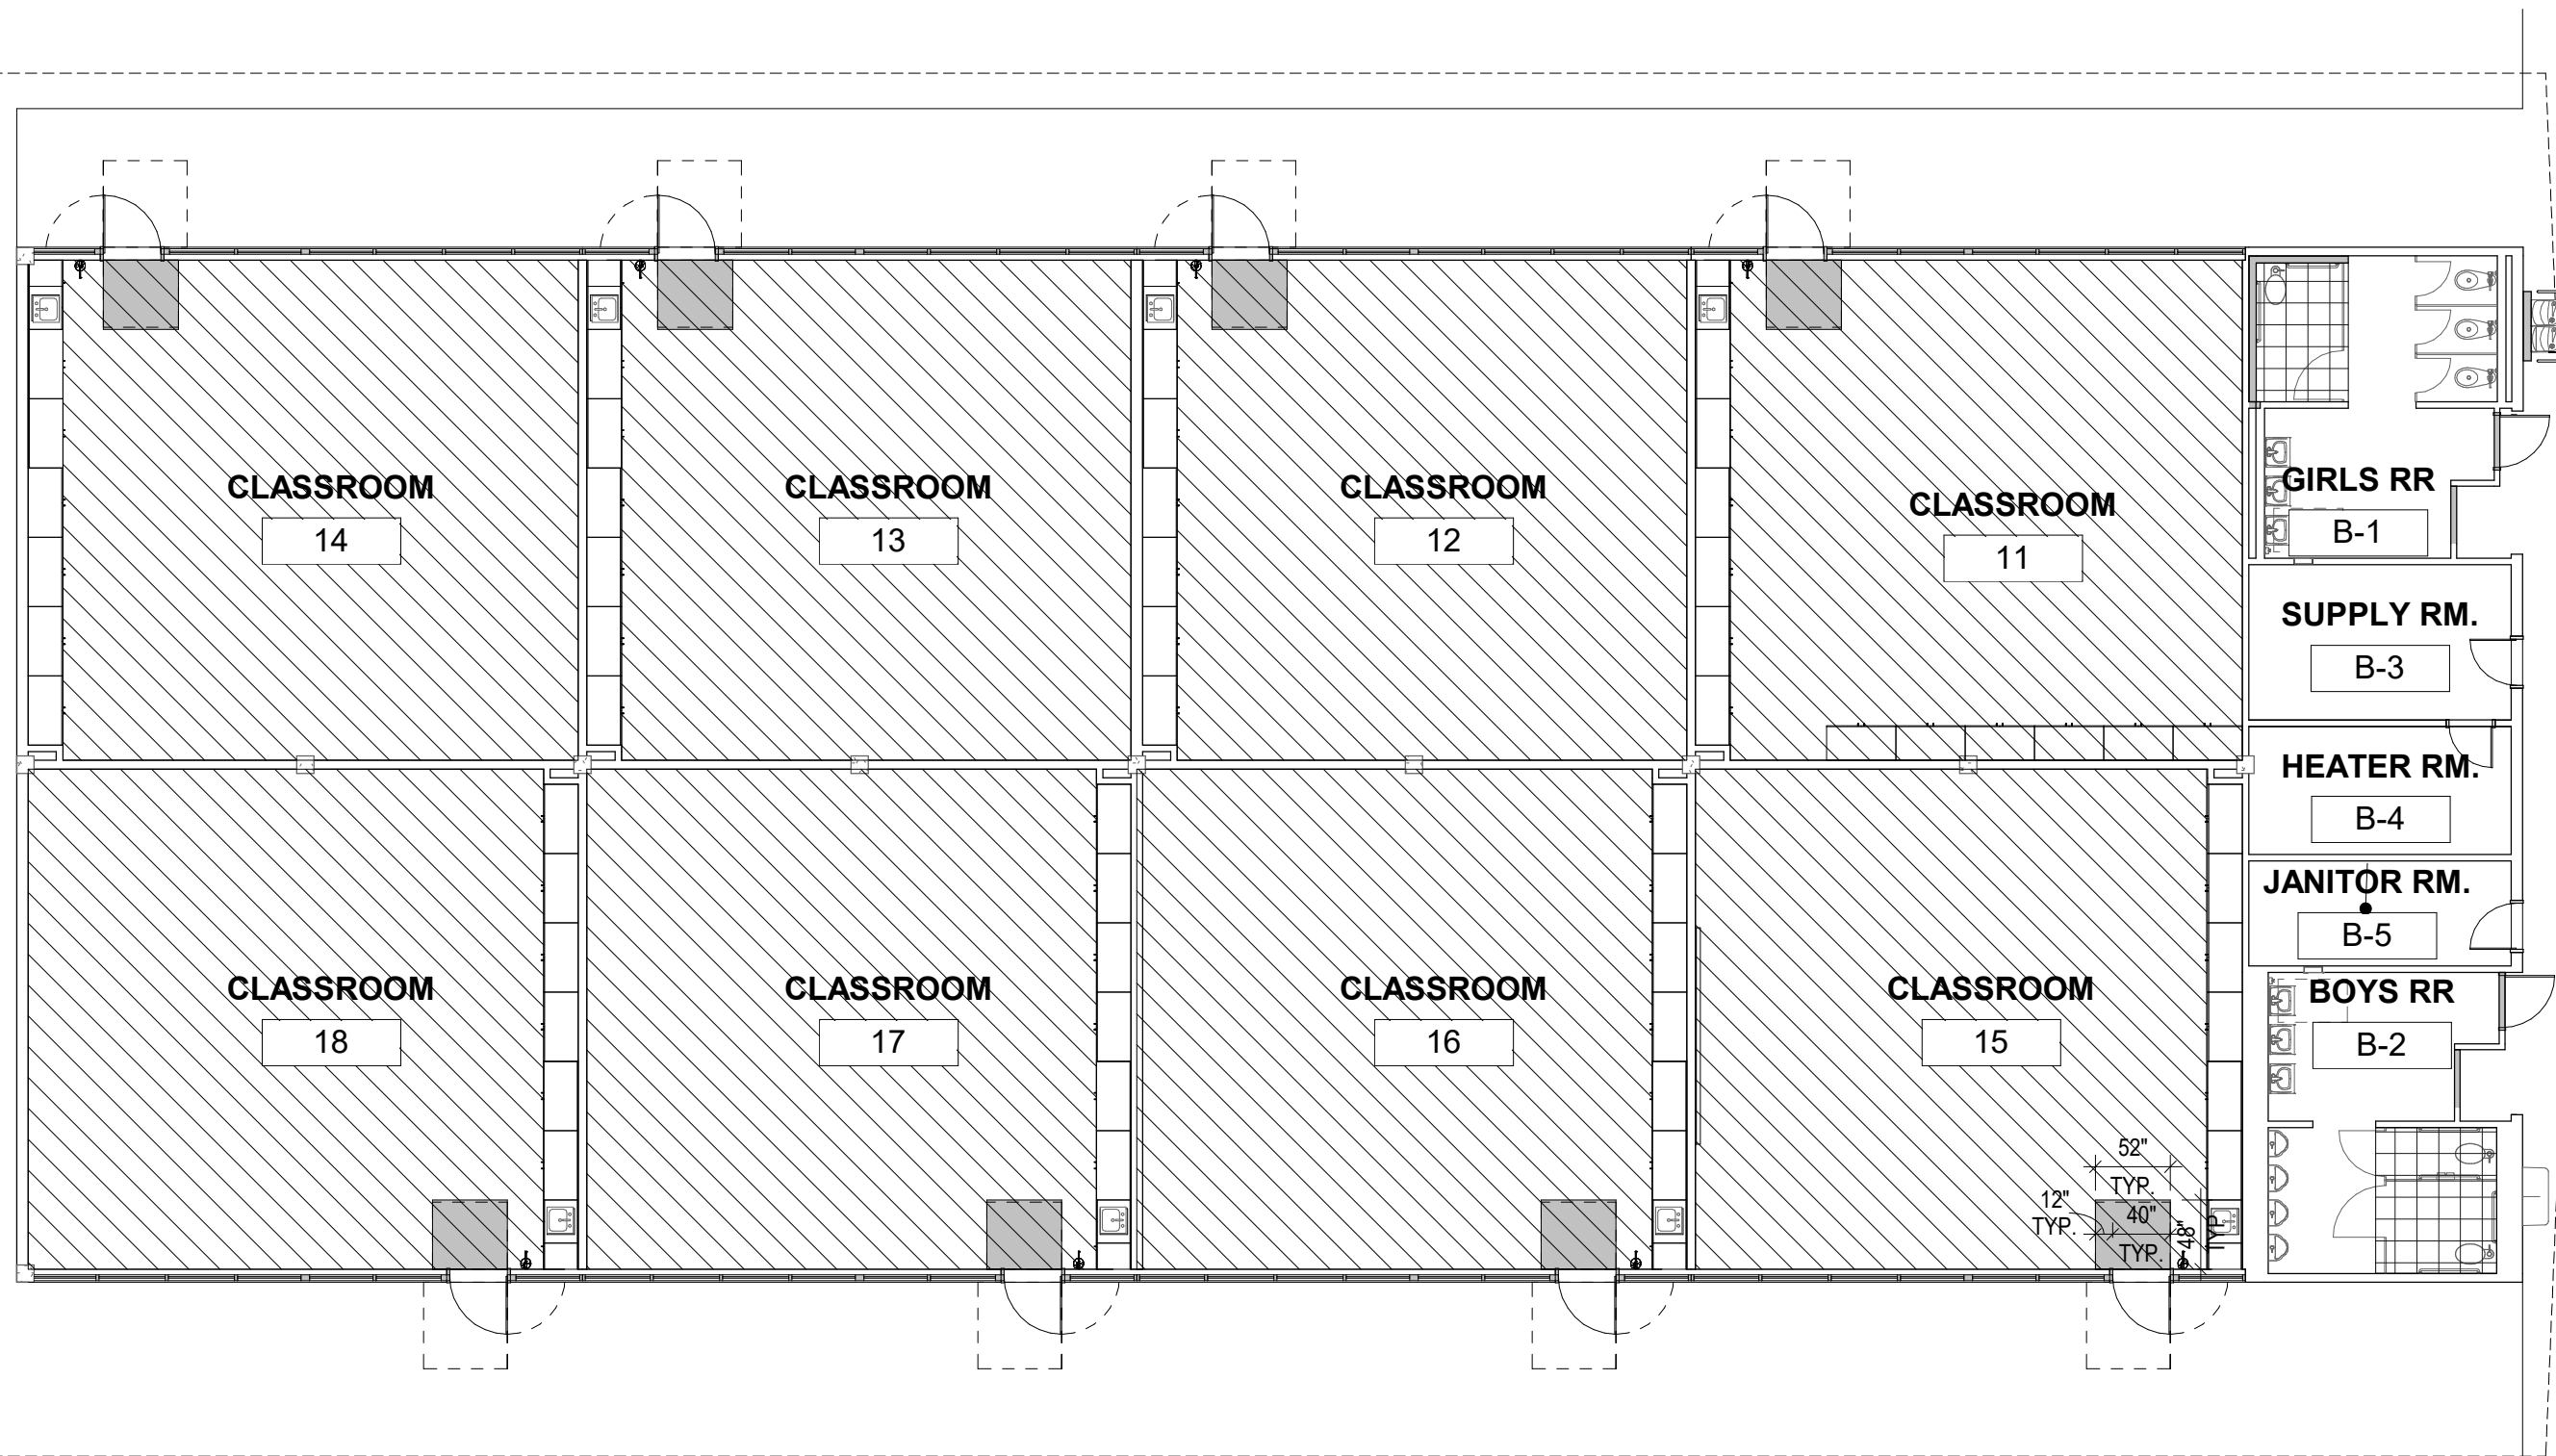 CLASSROOM
14
CLASSROOM
13
CLASSROOM
12
CLASSROOM
11
GIRLS RR
B-1
SUPPLY RM.
B-3
HEATER RM.
B-4
JANITOR RM.
B-5
BOYS RR
B-2
CLASSROOM
18
CLASSROOM
17
CLASSROOM
16
CLASSROOM
15
52"
TYP.
12"
TYP.
40"
TYP.
48"
TYP.